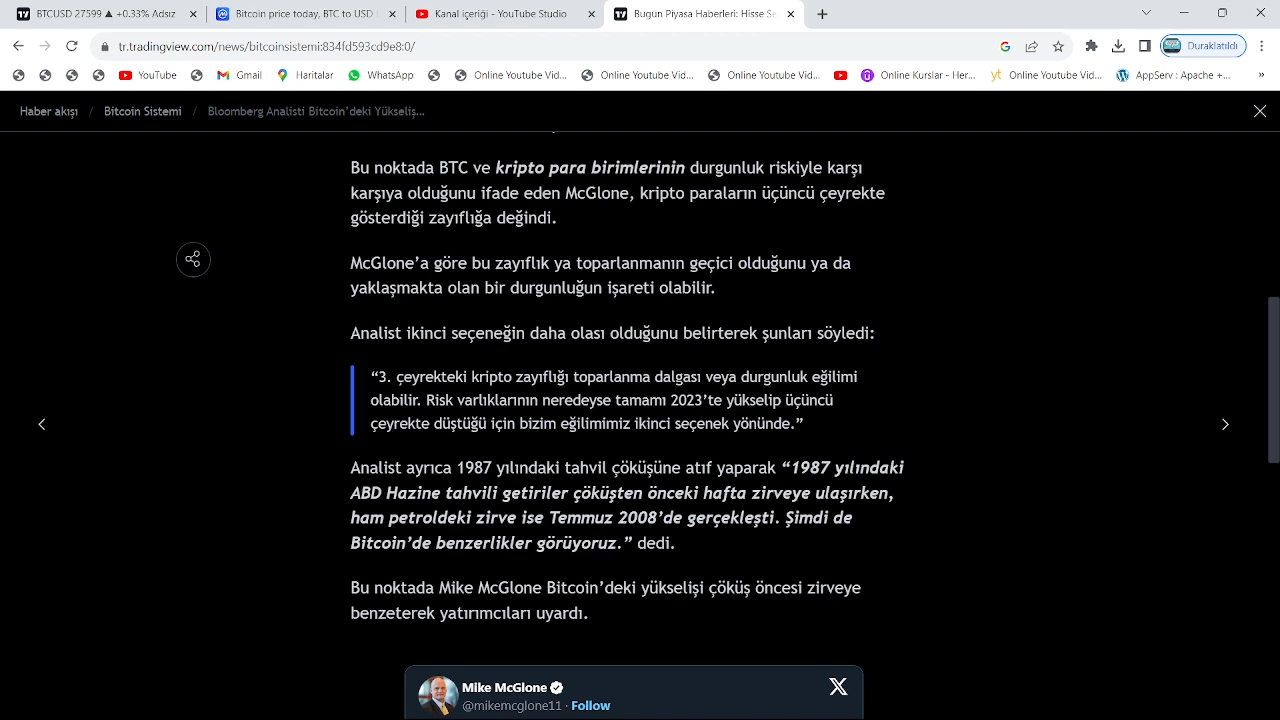 BTCUSD 27599 ▲ +0.33% Adsız
Bitcoin price today, BTC to USD
Kanal içeriği - YouTube Studio
Bugün Piyasa Haberleri: Hisse Se
tr.tradingview.com/news/bitcoinsistemi:834fd593cd9e8:0/
Duraklatıldı
YouTube
Gmail
Haritalar
WhatsApp
Online Youtube Vid...
Online Youtube Vid...
Online Youtube Vid...
Online Kurslar - Her...
yt Online Youtube Vid...
AppServ : Apache +...
»
Haber akışı / Bitcoin Sistemi / Bloomberg Analisti Bitcoin’deki Yükseliş...
Bu noktada BTC ve kripto para birimlerinin durgunluk riskiyle karşı
karşıya olduğunu ifade eden McGlone, kripto paraların üçüncü çeyrekte
gösterdiği zayıflığa değindi.
McGlone’a göre bu zayıflık ya toparlanmanın geçici olduğunu ya da
yaklaşmakta olan bir durgunluğun işareti olabilir.
Analist ikinci seçeneğin daha olası olduğunu belirterek şunları söyledi:
“3. çeyrekteki kripto zayıflığı toparlanma dalgası veya durgunluk eğilimi
olabilir. Risk varlıklarının neredeyse tamamı 2023’te yükselip üçüncü
çeyrekte düştüğü için bizim eğilimimiz ikinci seçenek yönünde.”
Analist ayrıca 1987 yılındaki tahvil çöküşüne atıf yaparak “1987 yılındaki
ABD Hazine tahvili getiriler çöküşten önceki hafta zirveye ulaşırken,
ham petroldeki zirve ise Temmuz 2008’de gerçekleşti. Şimdi de
Bitcoin’de benzerlikler görüyoruz.” dedi.
Bu noktada Mike McGlone Bitcoin’deki yükselişi çöküş öncesi zirveye
benzeterek yatırımcıları uyardı.
Mike McGlone
@mikemcglone11 · Follow